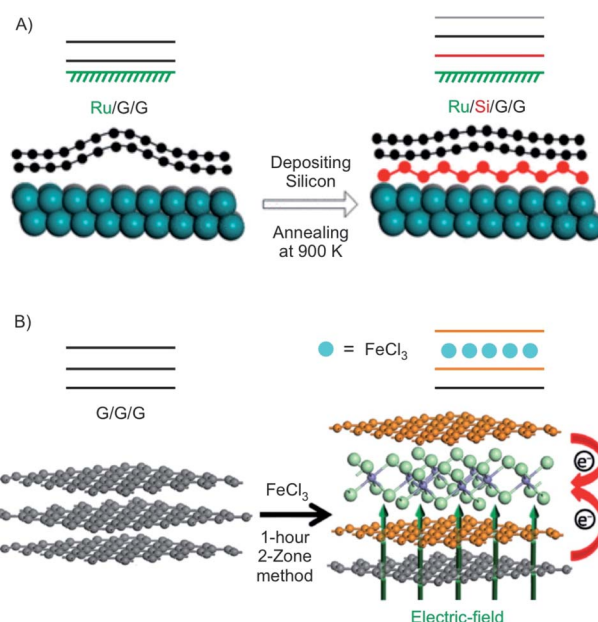 A)
Ru/G/G
Ru/Si/G/G
Depositing
Silicon
Annealing
at 900 K
B)
= FeCl3
G/G/G
FeCl3
1-hour
2-Zone
method
e-
e-
Electric-field